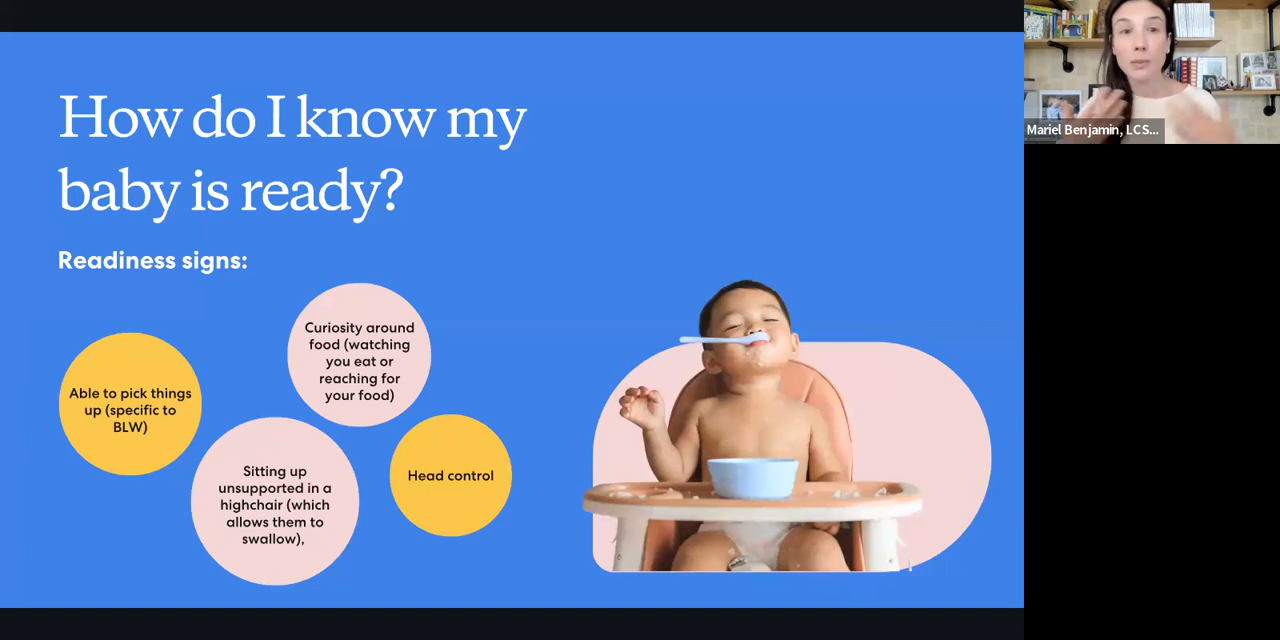 How do I know my
baby is ready?
Readiness signs:
Able to pick things
up (specific to
BLW)
Curiosity around
food (watching
you eat or
reaching for
your food)
Sitting up
unsupported in a
highchair (which
allows them to
swallow),
Head control
Mariel Benjamin, LCS...